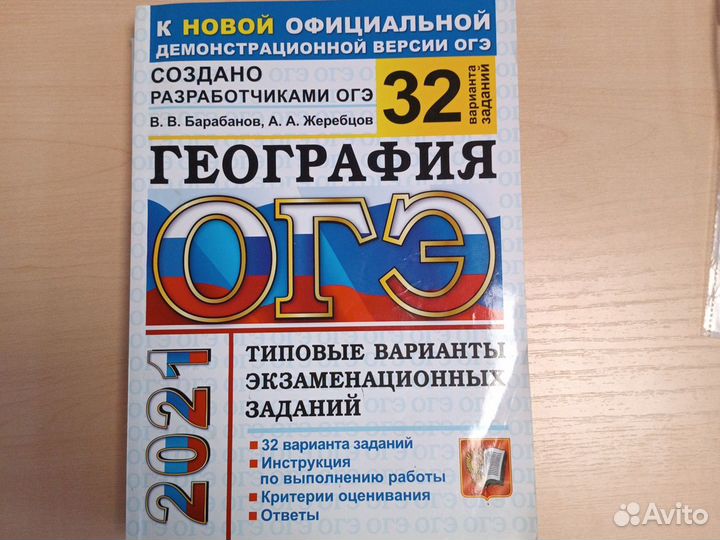 К НОВОЙ ОФИЦИАЛЬНОЙ
ДЕМОНСТРАЦИОННОЙ ВЕРСИИ ОГЭ
СОЗДАНО
РАЗРАБОТЧИКАМИ ОГЭ
В. В. Барабанов, А. А. Жеребцов
32
варианта
заданий
ГЕОГРАФИЯ
ОГЭ
2021
ТИПОВЫЕ ВАРИАНТЫ
ЭКЗАМЕНАЦИОННЫХ
ЗАДАНИЙ
32 варианта заданий
Инструкция
по выполнению работы
Критерии оценивания
Ответы
Avito